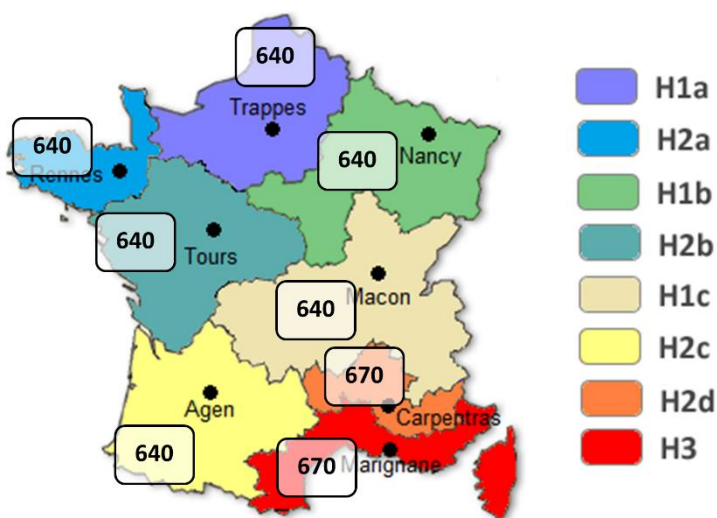 640
Trappes
640
Rennes
640
Nancy
640
Tours
Macon
640
670
Agen
Carpentras
640
670
Marignane
H1a
H2a
H1b
H2b
H1c
H2c
H2d
H3